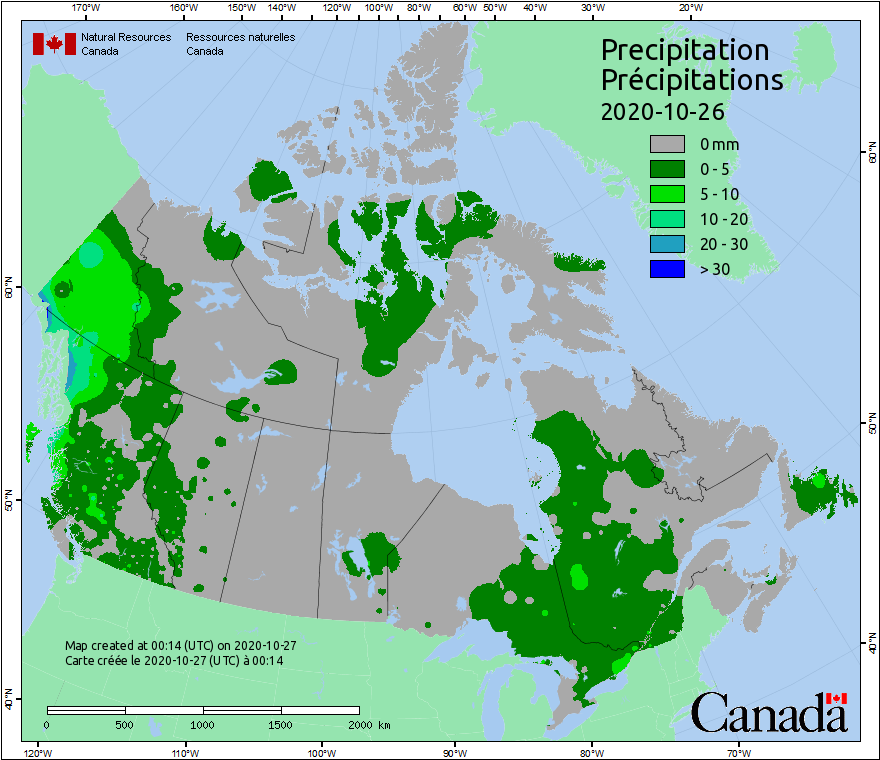 170°W 160°W 150°W 140°W 130°W 120°W 110°W 100°W 90°W 80°W 60°W 50°W 40°W 30°W 20°W
Natural Resources Canada
Ressources naturelles Canada
Precipitation
Précipitations
2020-10-26
0 mm
0 - 5
5 - 10
10 - 20
20 - 30
> 30
60°N
60°N
50°N
50°N
40°N
40°N
Map created at 00:14 (UTC) on 2020-10-27
Carte créée le 2020-10-27 (UTC) à 00:14
0 500 1000 1500 2000 km
Canada
120°W 110°W 100°W 90°W 80°W 70°W